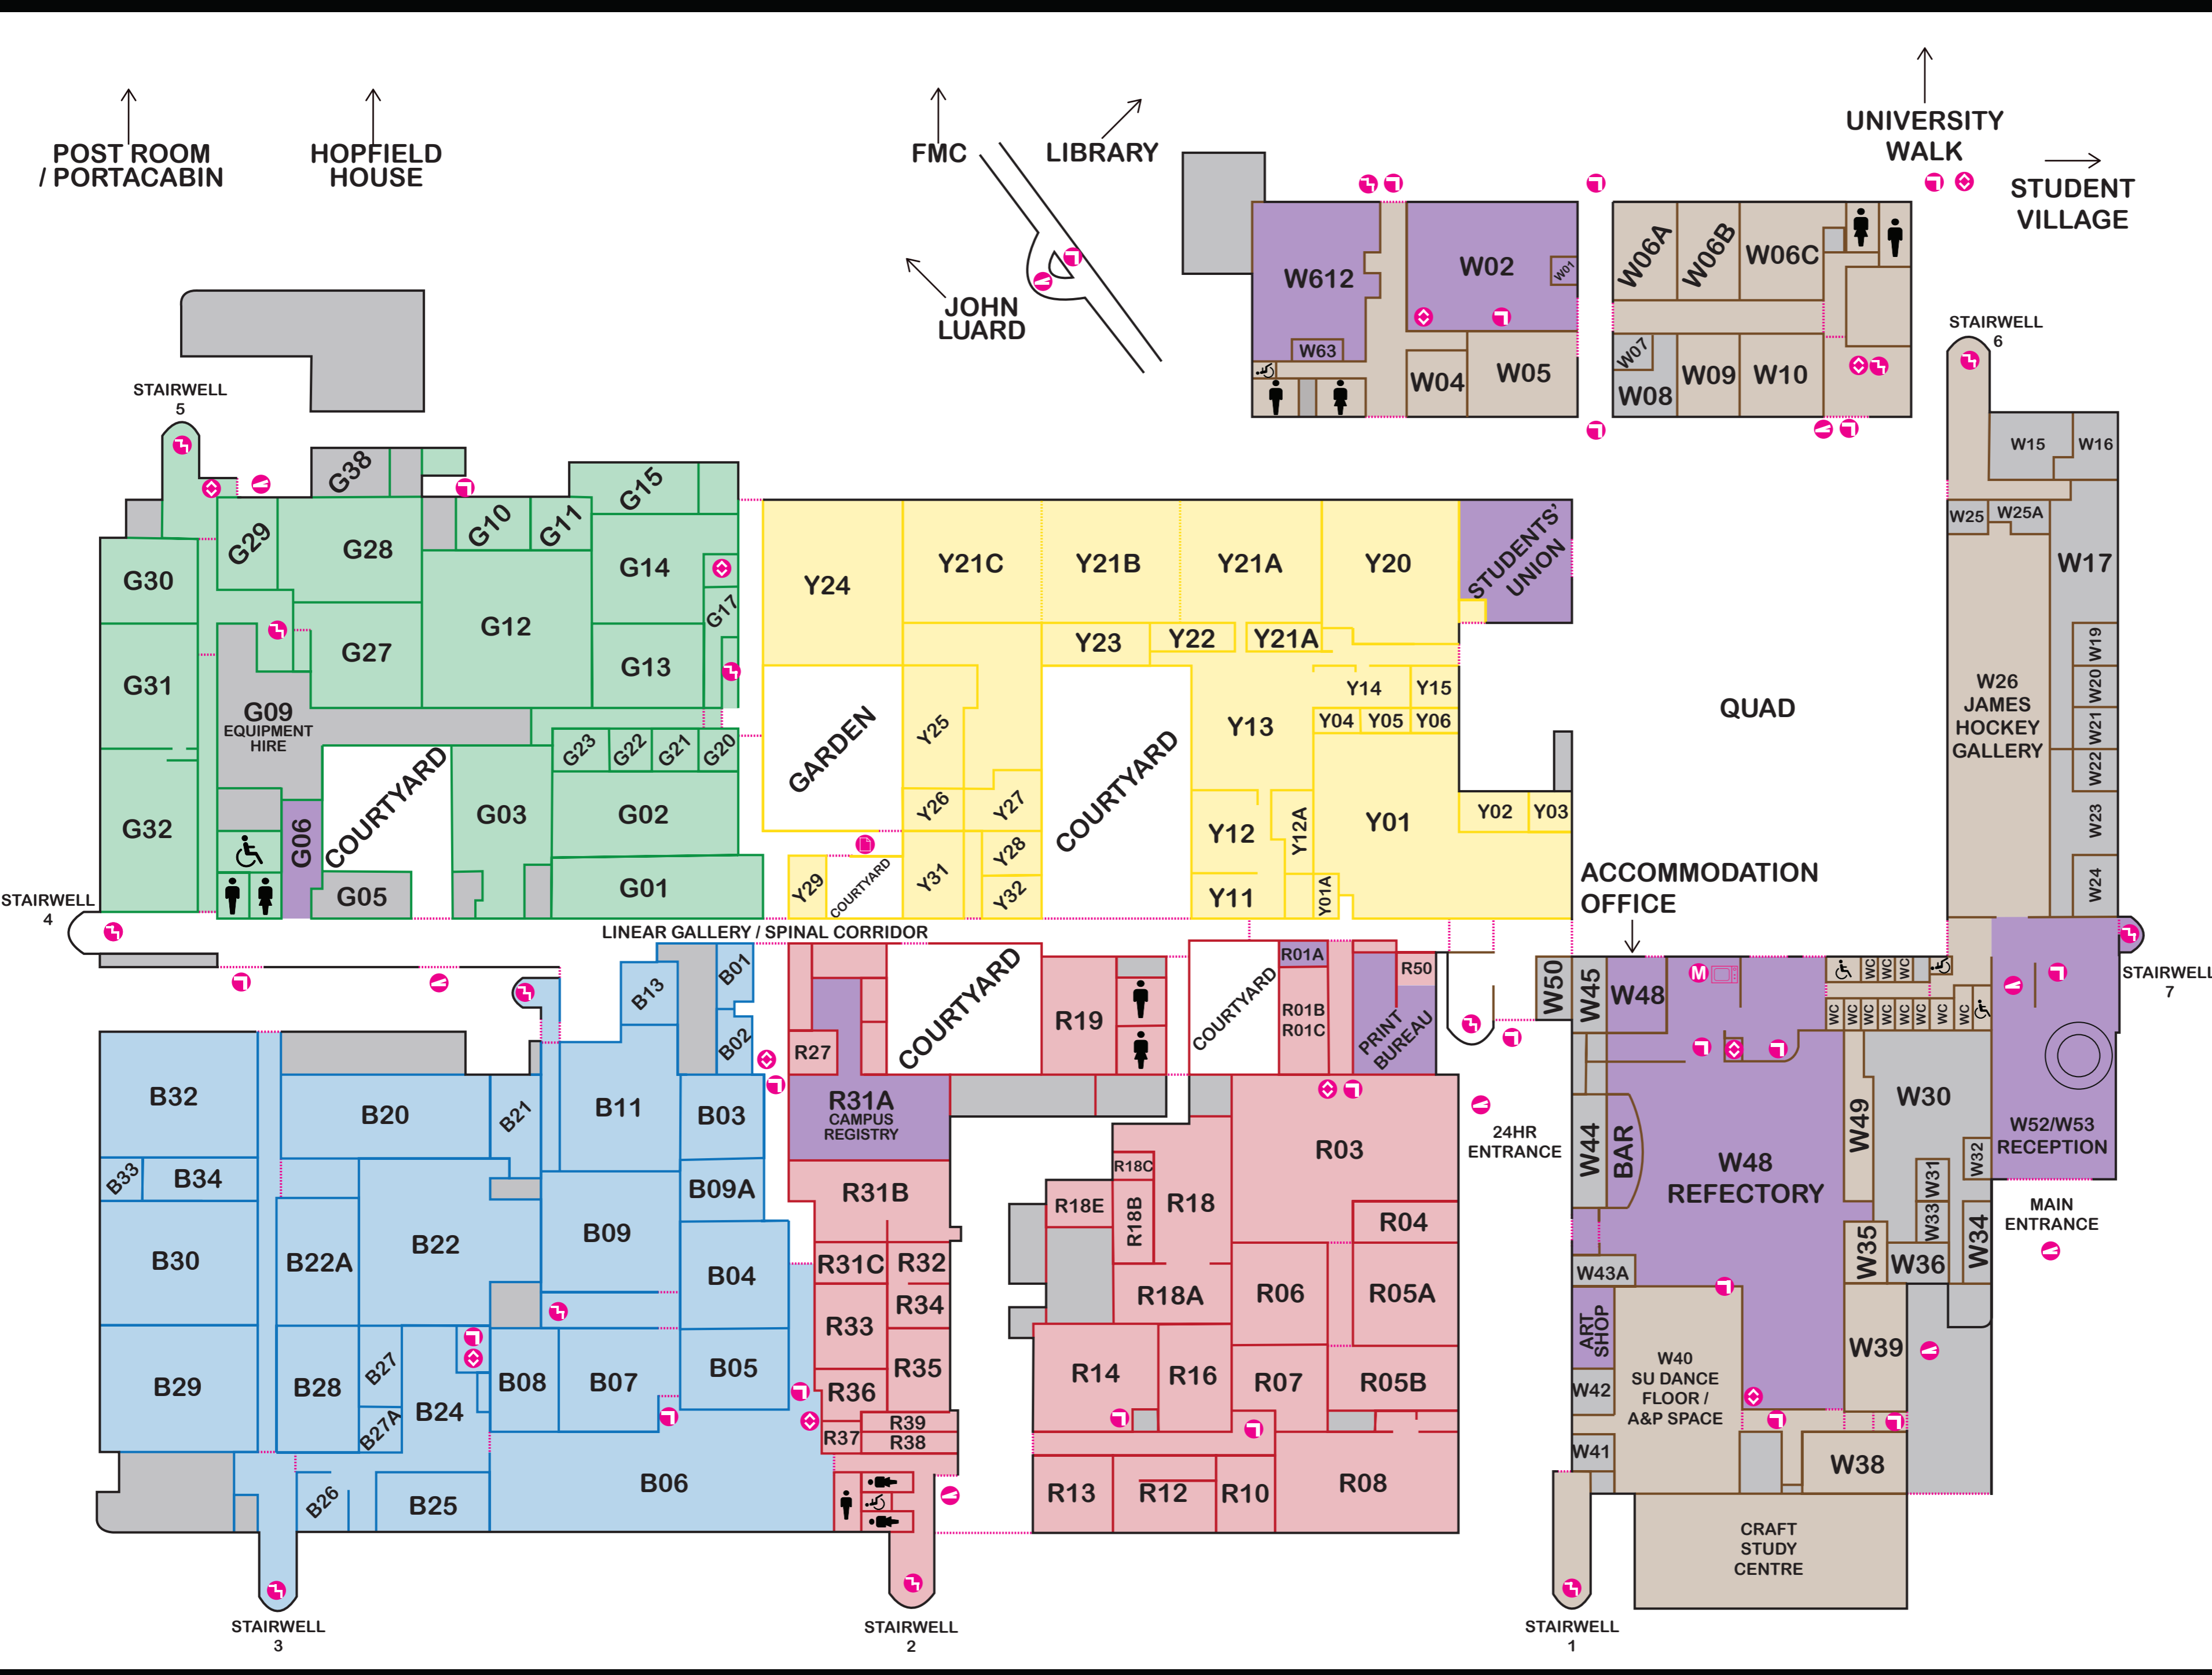 POST ROOM
/ PORTACABIN
HOPFIELD
HOUSE
FMC
LIBRARY
JOHN
LUARD
UNIVERSITY
WALK
STUDENT
VILLAGE
W612
W63
W02
W01
W04
W05
W06A
W06B
W06C
W07
W08
W09
W10
STAIRWELL
6
W15
W16
W25
W25A
W17
W19
W20
W21
W22
W23
W24
W26
JAMES
HOCKEY
GALLERY
STAIRWELL
5
G38
G15
G10
G11
G29
G28
G14
G30
G17
G12
G27
G13
G31
G09
EQUIPMENT
HIRE
G23
G22
G21
G20
COURTYARD
G03
G02
G32
G06
G05
G01
STAIRWELL
4
Y24
Y21C
Y21B
Y21A
Y20
STUDENTS'
UNION
Y23
Y22
Y21A
Y14
Y15
Y04
Y05
Y06
Y13
Y25
GARDEN
COURTYARD
Y26
Y27
Y12
Y12A
Y01
Y02
Y03
Y28
Y29
COURTYARD
Y31
Y32
Y11
Y01A
QUAD
ACCOMMODATION
OFFICE
LINEAR GALLERY / SPINAL CORRIDOR
B01
B13
B02
B32
B20
B21
B11
B03
B33
B34
B09A
B30
B22A
B22
B09
B04
B29
B28
B27
B27A
B24
B08
B07
B05
B26
B25
B06
STAIRWELL
3
COURTYARD
R27
R31A
CAMPUS
REGISTRY
R31B
R31C
R32
R33
R34
R35
R36
R37
R39
R38
STAIRWELL
2
R19
COURTYARD
R01A
R01B
R01C
R50
PRINT
BUREAU
R03
R18C
R18E
R18B
R18
R04
R18A
R06
R05A
R14
R16
R07
R05B
R13
R12
R10
R08
24HR
ENTRANCE
W50
W45
W48
M
WC
WC
WC
WC
WC
WC
WC
WC
WC
WC
WC
STAIRWELL
7
W44
BAR
W48
REFECTORY
W49
W30
W31
W32
W33
W34
W35
W36
W52/W53
RECEPTION
MAIN
ENTRANCE
W43A
ART
SHOP
W42
W41
W40
SU DANCE
FLOOR /
A&P SPACE
W39
W38
CRAFT
STUDY
CENTRE
STAIRWELL
1